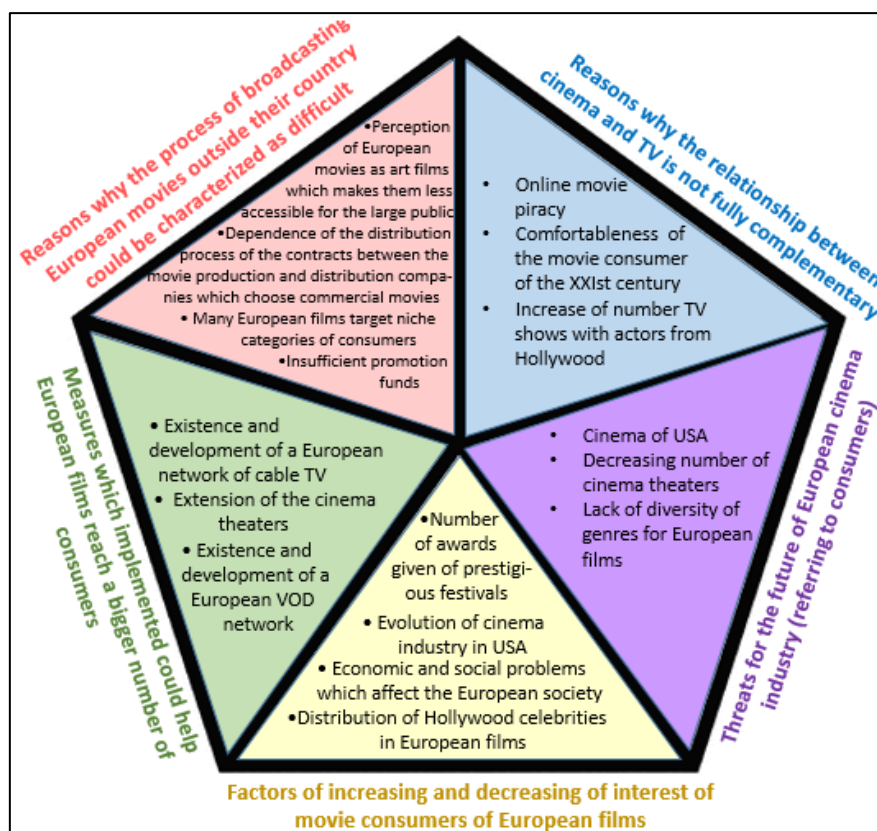 Reasons why the process of broadcasting
European movies outside their country
could be characterized as difficult
•Perception
of European
movies as art films
which makes them less
accessible for the large public
•Dependence of the distribution
process of the contracts between the
movie production and distribution compa-
nies which choose commercial movies
• Many European films target niche
categories of consumers
•Insufficient promotion
funds
Reasons why the relationship between
cinema and TV is not fully complementary
• Online movie
piracy
• Comfortableness of
the movie consumer
of the XXIst century
• Increase of number TV
shows with actors from
Hollywood
Measures which implemented could help
European films reach a bigger number of
consumers
• Existence and
development of a European
network of cable TV
• Extension of the cinema
theaters
• Existence and
development of a
European VOD
network
• Cinema of USA
• Decreasing number of
cinema theaters
• Lack of diversity of
genres for European
films
Threats for the future of European cinema
industry (referring to consumers)
•Number
of awards
given of prestigi-
ous festivals
• Evolution of cinema
industry in USA
• Economic and social problems
which affect the European society
•Distribution of Hollywood celebrities
in European films
Factors of increasing and decreasing of interest of
movie consumers of European films